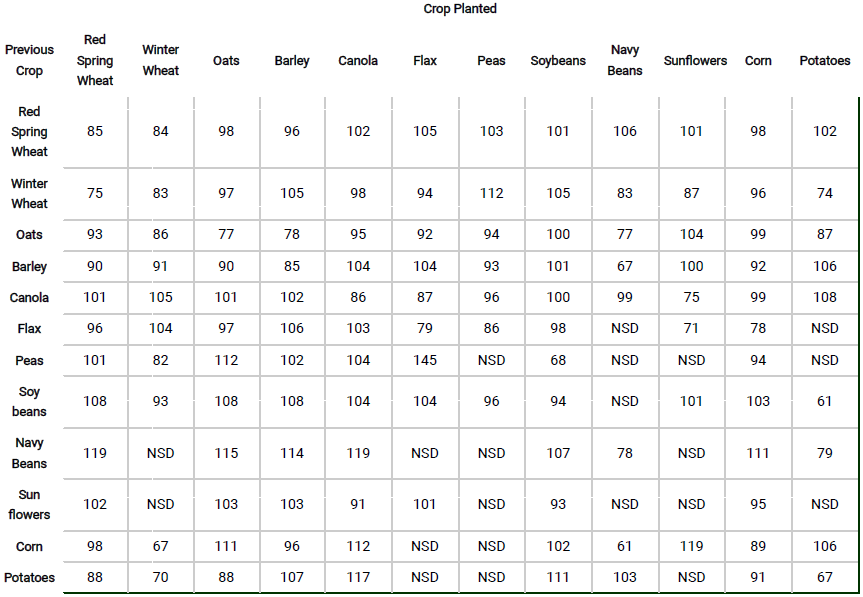 Crop Planted
Previous Crop Red Spring Wheat Winter Wheat Oats Barley Canola Flax Peas Soybeans Navy Beans Sunflowers Corn Potatoes
Red Spring Wheat 85 84 98 96 102 105 103 101 106 101 98 102
Winter Wheat 75 83 97 105 98 94 112 105 83 87 96 74
Oats 93 86 77 78 95 92 94 100 77 104 99 87
Barley 90 91 90 85 104 104 93 101 67 100 92 106
Canola 101 105 101 102 86 87 96 100 99 75 99 108
Flax 96 104 97 106 103 79 86 98 NSD 71 78 NSD
Peas 101 82 112 102 104 145 NSD 68 NSD NSD 94 NSD
Soy beans 108 93 108 108 104 104 96 94 NSD 101 103 61
Navy Beans 119 NSD 115 114 119 NSD NSD 107 78 NSD 111 79
Sun flowers 102 NSD 103 103 91 101 NSD 93 NSD NSD 95 NSD
Corn 98 67 111 96 112 NSD NSD 102 61 119 89 106
Potatoes 88 70 88 107 117 NSD NSD 111 103 NSD 91 67